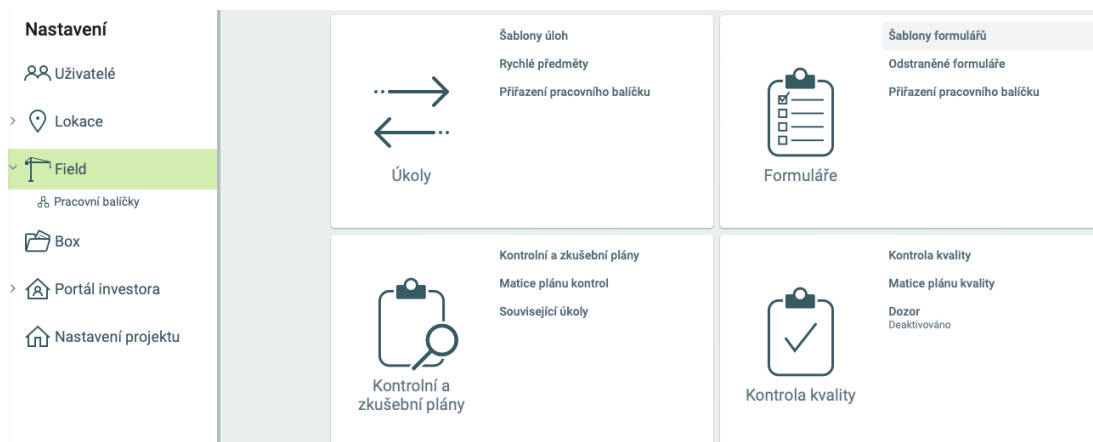 Nastavení
Uživatelé
Lokace
Field
Pracovní balíčky
Box
Portál investora
Nastavení projektu
Šablony úloh
Rychlé předměty
Přiřazení pracovního balíčku
Úkoly
Šablony formulářů
Odstraněné formuláře
Přiřazení pracovního balíčku
Formuláře
Kontrolní a zkušební plány
Matice plánu kontrol
Související úkoly
Kontrolní a
zkušební plány
Kontrola kvality
Matice plánu kvality
Dozor
Deaktivováno
Kontrola kvality